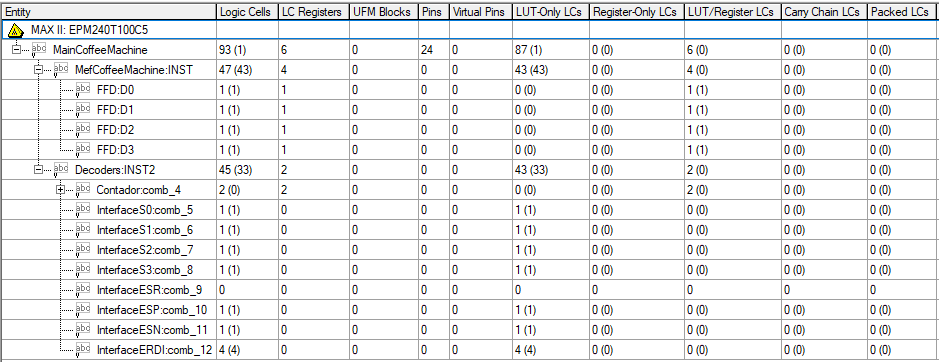 Entity Logic Cells LC Registers UFM Blocks Pins Virtual Pins LUT-Only LCs Register-Only LCs LUT/Register LCs Carry Chain LCs Packed LCs
MAX II: EPM240T100C5
abc MainCoffeeMachine 93 (1) 6 0 24 0 87 (1) 0 (0) 6 (0) 0 (0) 0 (0)
abc MefCoffeeMachine:INST 47 (43) 4 0 0 0 43 (43) 0 (0) 4 (0) 0 (0) 0 (0)
abc FFD:D0 1 (1) 1 0 0 0 0 (0) 0 (0) 1 (1) 0 (0) 0 (0)
abc FFD:D1 1 (1) 1 0 0 0 0 (0) 0 (0) 1 (1) 0 (0) 0 (0)
abc FFD:D2 1 (1) 1 0 0 0 0 (0) 0 (0) 1 (1) 0 (0) 0 (0)
abc FFD:D3 1 (1) 1 0 0 0 0 (0) 0 (0) 1 (1) 0 (0) 0 (0)
abc Decoders:INST2 45 (33) 2 0 0 0 43 (33) 0 (0) 2 (0) 0 (0) 0 (0)
abc Contador:comb_4 2 (0) 2 0 0 0 0 (0) 0 (0) 2 (0) 0 (0) 0 (0)
abc InterfaceS0:comb_5 1 (1) 0 0 0 0 1 (1) 0 (0) 0 (0) 0 (0) 0 (0)
abc InterfaceS1:comb_6 1 (1) 0 0 0 0 1 (1) 0 (0) 0 (0) 0 (0) 0 (0)
abc InterfaceS2:comb_7 1 (1) 0 0 0 0 1 (1) 0 (0) 0 (0) 0 (0) 0 (0)
abc InterfaceS3:comb_8 1 (1) 0 0 0 0 1 (1) 0 (0) 0 (0) 0 (0) 0 (0)
abc InterfaceESR:comb_9 0 0 0 0 0 0 0 0 0 0
abc InterfaceESP:comb_10 1 (1) 0 0 0 0 1 (1) 0 (0) 0 (0) 0 (0) 0 (0)
abc InterfaceESN:comb_11 1 (1) 0 0 0 0 1 (1) 0 (0) 0 (0) 0 (0) 0 (0)
abc InterfaceERDI:comb_12 4 (4) 0 0 0 0 4 (4) 0 (0) 0 (0) 0 (0) 0 (0)